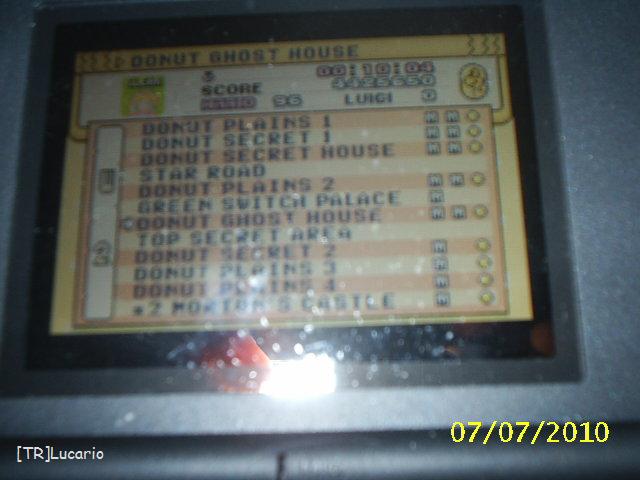 DONUT GHOST HOUSE
00:10:04
SCORE
MARIO 96 LUIGI 0
DONUT PLAINS 1
DONUT SECRET 1
DONUT SECRET HOUSE
STAR ROAD
DONUT PLAINS 2
GREEN SWITCH PALACE
DONUT GHOST HOUSE
TOP SECRET AREA
DONUT SECRET 2
DONUT PLAINS 3
DONUT PLAINS 4
#2 MORTON'S CASTLE
1
2
07/07/2010
[TR]Lucario